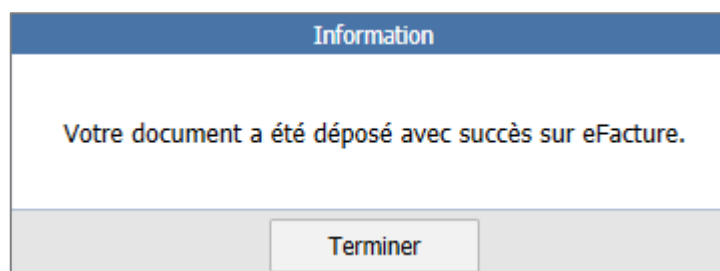 Information
Votre document a été déposé avec succès sur eFacture.
Terminer